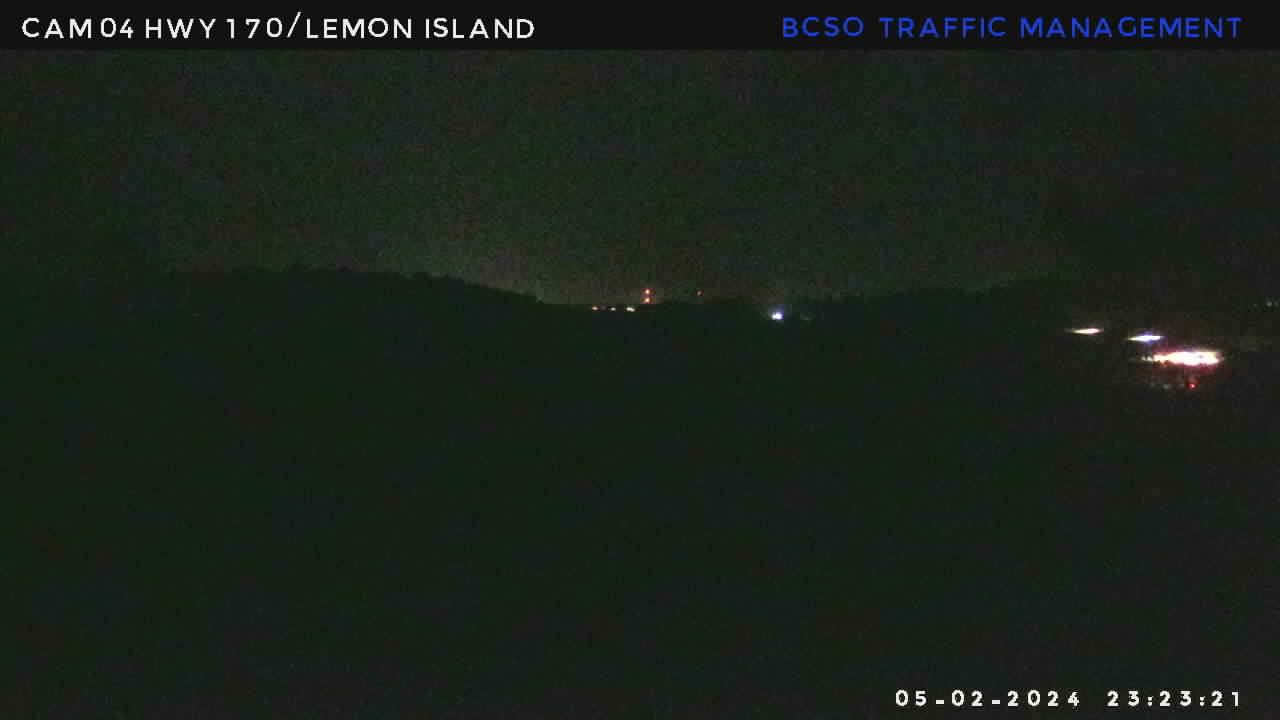 CAM04 HWY 170/LEMON ISLAND
BCSO TRAFFIC MANAGEMENT
05-02-2024 23:23:21